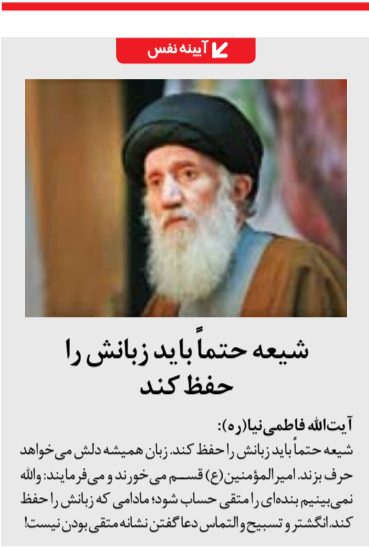 آیینه نفس
شیعه حتماً باید زبانش را
حفظ کند
آیت‌الله فاطمی‌نیا(ره):
شیعه حتماً باید زبانش را حفظ کند. زبان همیشه دلش می‌خواهد
حرف بزند. امیرالمؤمنین(ع) قسم می‌خورند و می‌فرمایند: والله
نمی‌بینیم بنده‌ای را متقی حساب شود؛ مادامی که زبانش را حفظ
کند. انگشتر و تسبیح و التماس دعا گفتن نشانه متقی بودن نیست!